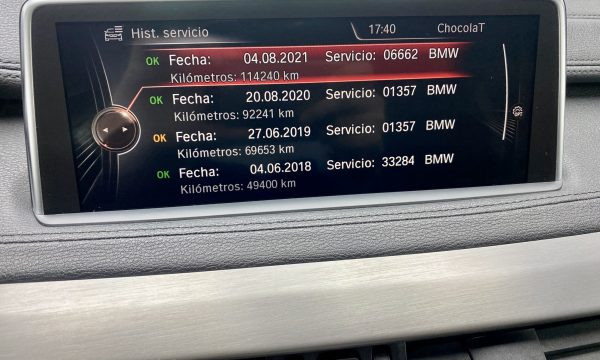 Hist. servicio 17:40 ChocolaT
OK Fecha: 04.08.2021 Servicio: 06662 BMW
Kilómetros: 114240 km
OK Fecha: 20.08.2020 Servicio: 01357 BMW
Kilómetros: 92241 km
OK Fecha: 27.06.2019 Servicio: 01357 BMW
Kilómetros: 69653 km
OK Fecha: 04.06.2018 Servicio: 33284 BMW
Kilómetros: 49400 km